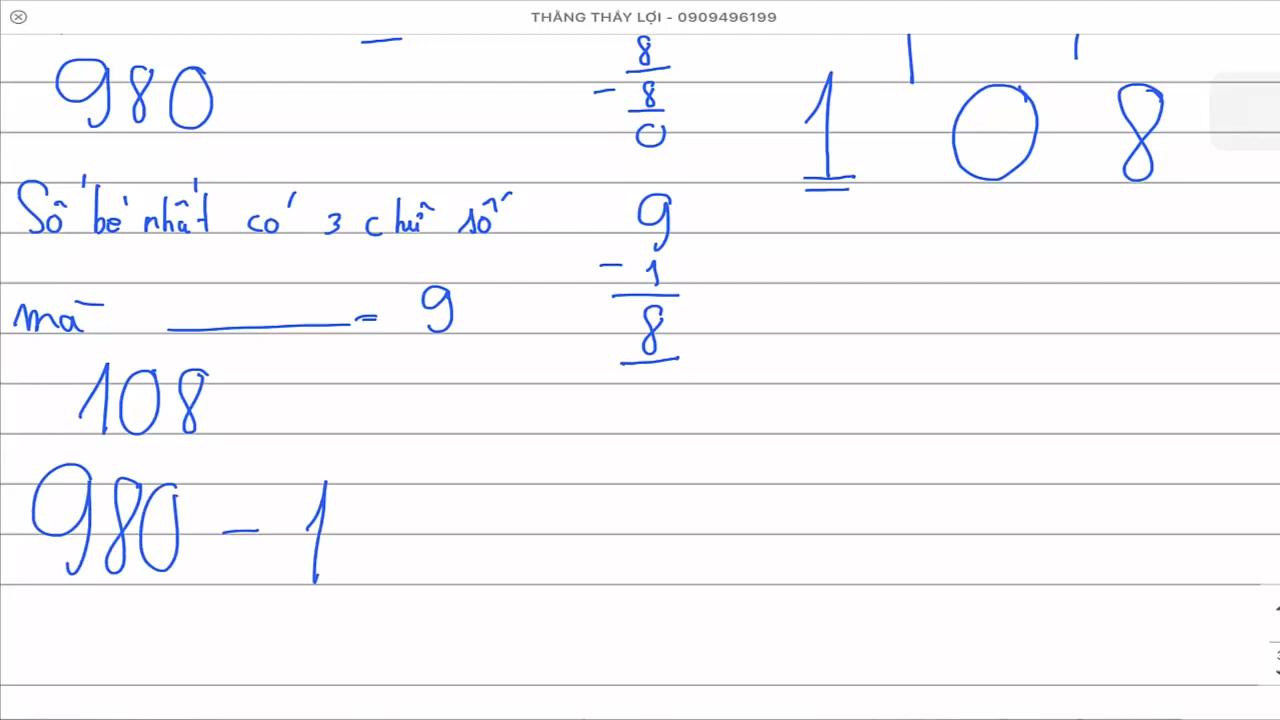 THẦNG THẦY LỢI - 0909496199
980
8
- 8
0
1 0 8
Số bé nhất có 3 chữ số
mà = 9
108
980 - 1
9
- 1
8